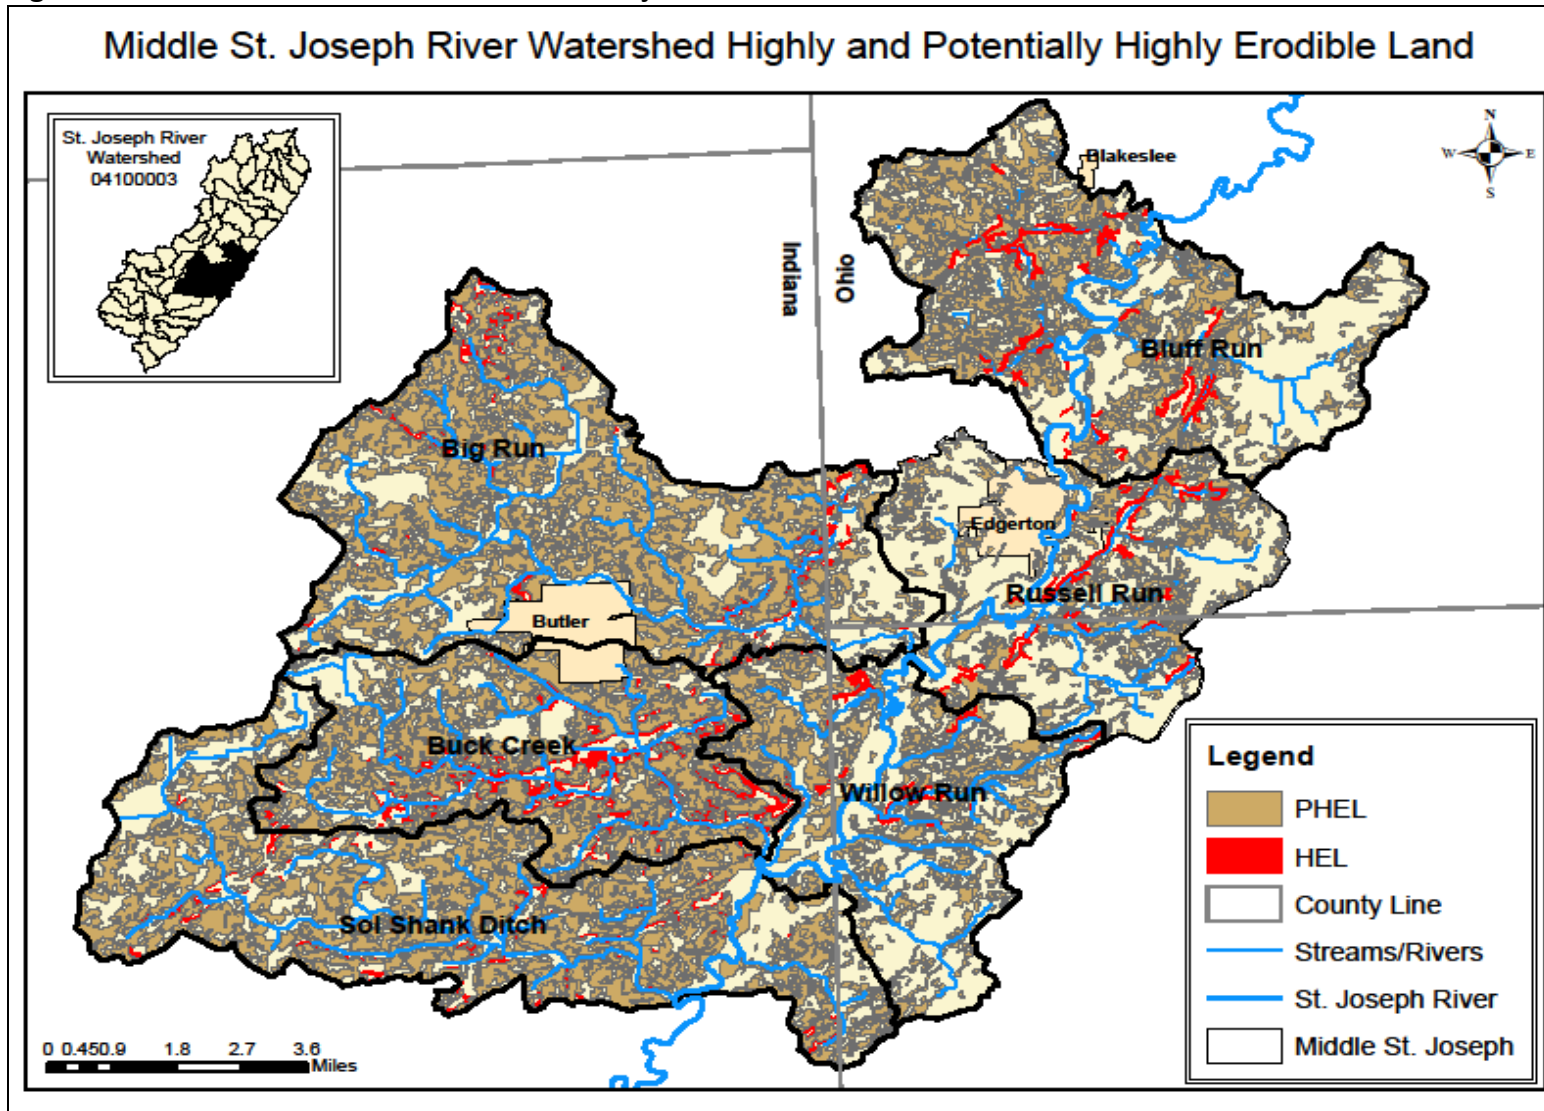 Middle St. Joseph River Watershed Highly and Potentially Highly Erodible Land
St. Joseph River
Watershed
04100003
N
W
E
S
Blakeslee
Indiana
Ohio
Bluff Run
Big Run
Edgerton
Russell Run
Butler
Buck Creek
Willow Run
Sol Shank Ditch
Legend
PHEL
HEL
County Line
Streams/Rivers
St. Joseph River
Middle St. Joseph
0 0.450.9 1.8 2.7 3.6
Miles